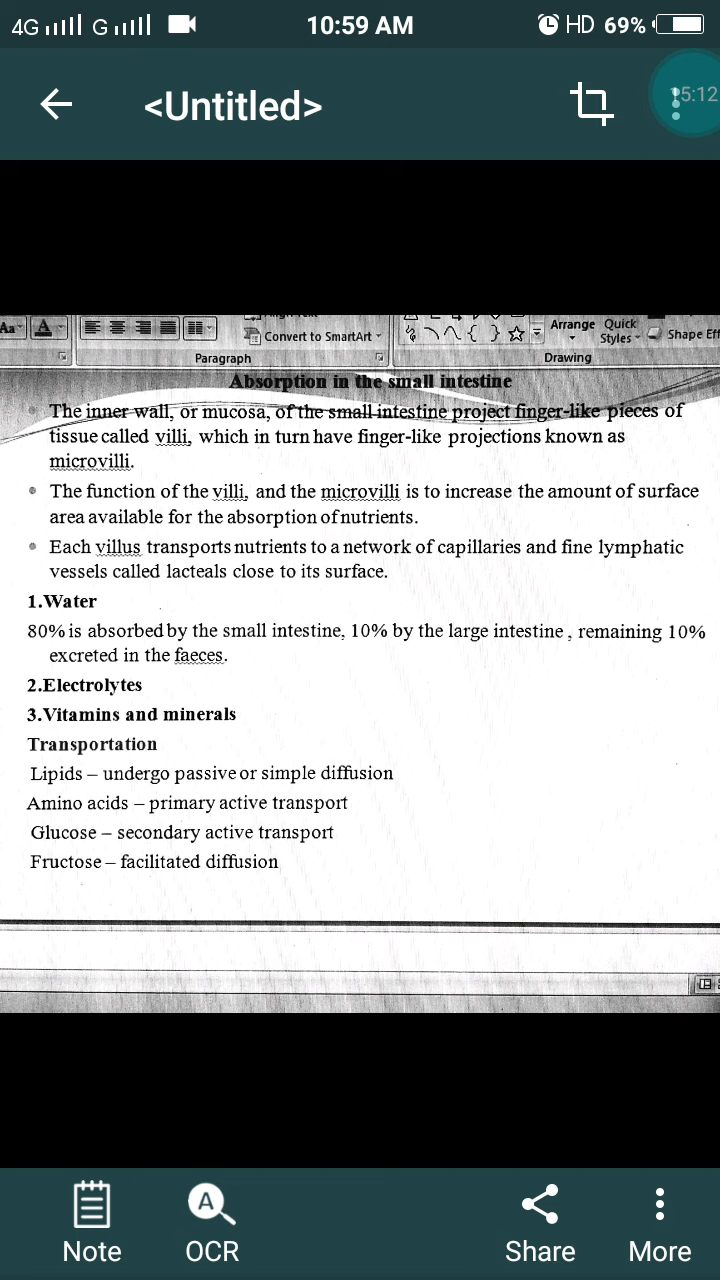 4G G 10:59 AM HD 69%
<Untitled>
15:12
Aa A Convert to SmartArt Arrange Quick
Styles Shape Eff
Paragraph Drawing
Absorption in the small intestine
The inner wall, or mucosa, of the small intestine project finger-like pieces of
tissue called villi, which in turn have finger-like projections known as
microvilli.
The function of the villi, and the microvilli is to increase the amount of surface
area available for the absorption of nutrients.
Each villus transports nutrients to a network of capillaries and fine lymphatic
vessels called lacteals close to its surface.
1.Water
80% is absorbed by the small intestine, 10% by the large intestine , remaining 10%
excreted in the faeces.
2.Electrolytes
3.Vitamins and minerals
Transportation
Lipids – undergo passive or simple diffusion
Amino acids – primary active transport
Glucose – secondary active transport
Fructose – facilitated diffusion
A
Note OCR Share More